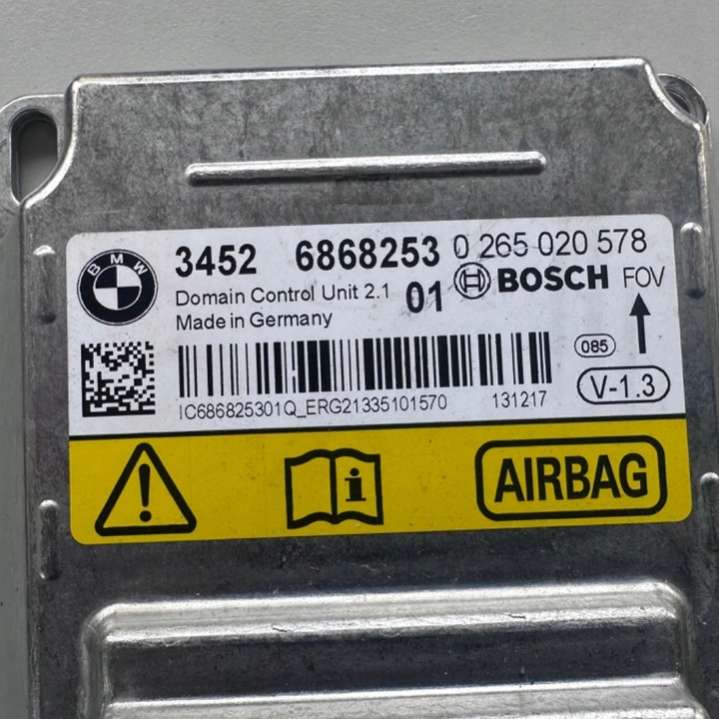 BMW
3452 6868253 01
0 265 020 578
Domain Control Unit 2.1
BOSCH FOV
Made in Germany
085
V-1.3
IC686825301Q_ERG21335101570 131217
AIRBAG